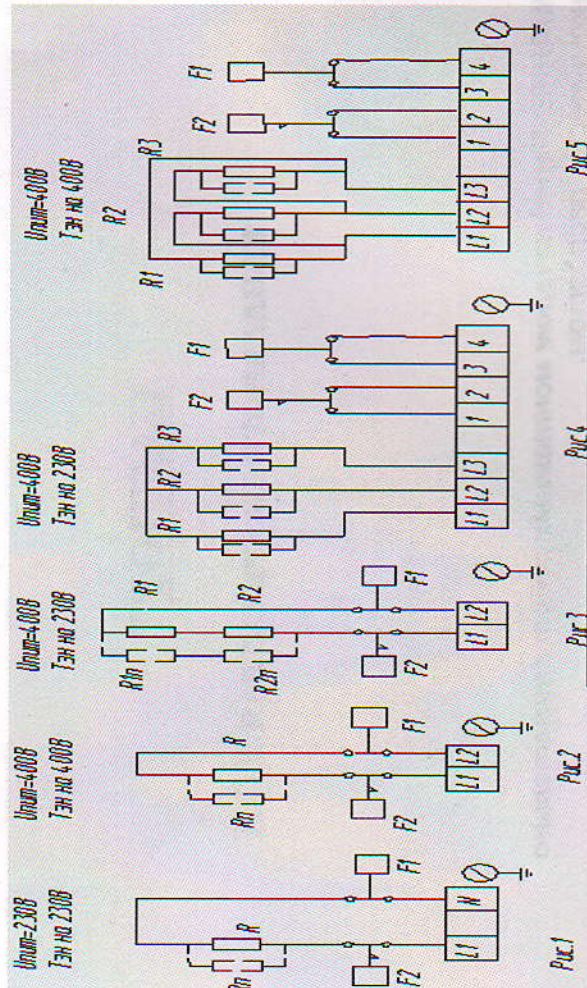 Uпит=230В
Тэн на 230В
Rп
R
F2
F1
L1
N
Рис.1
Uпит=400В
Тэн на 400В
Rп
R
F2
F1
L1
L2
Рис.2
Uпит=400В
Тэн на 230В
R1п
R1
R2п
R2
F2
F1
L1
L2
Рис.3
Uпит=400В
Тэн на 230В
R1
R2
R3
F2
F1
L1
L2
L3
1
2
3
4
Рис.4
Uпит=400В
Тэн на 400В
R1
R2
R3
F2
F1
L1
L2
L3
1
2
3
4
Рис.5